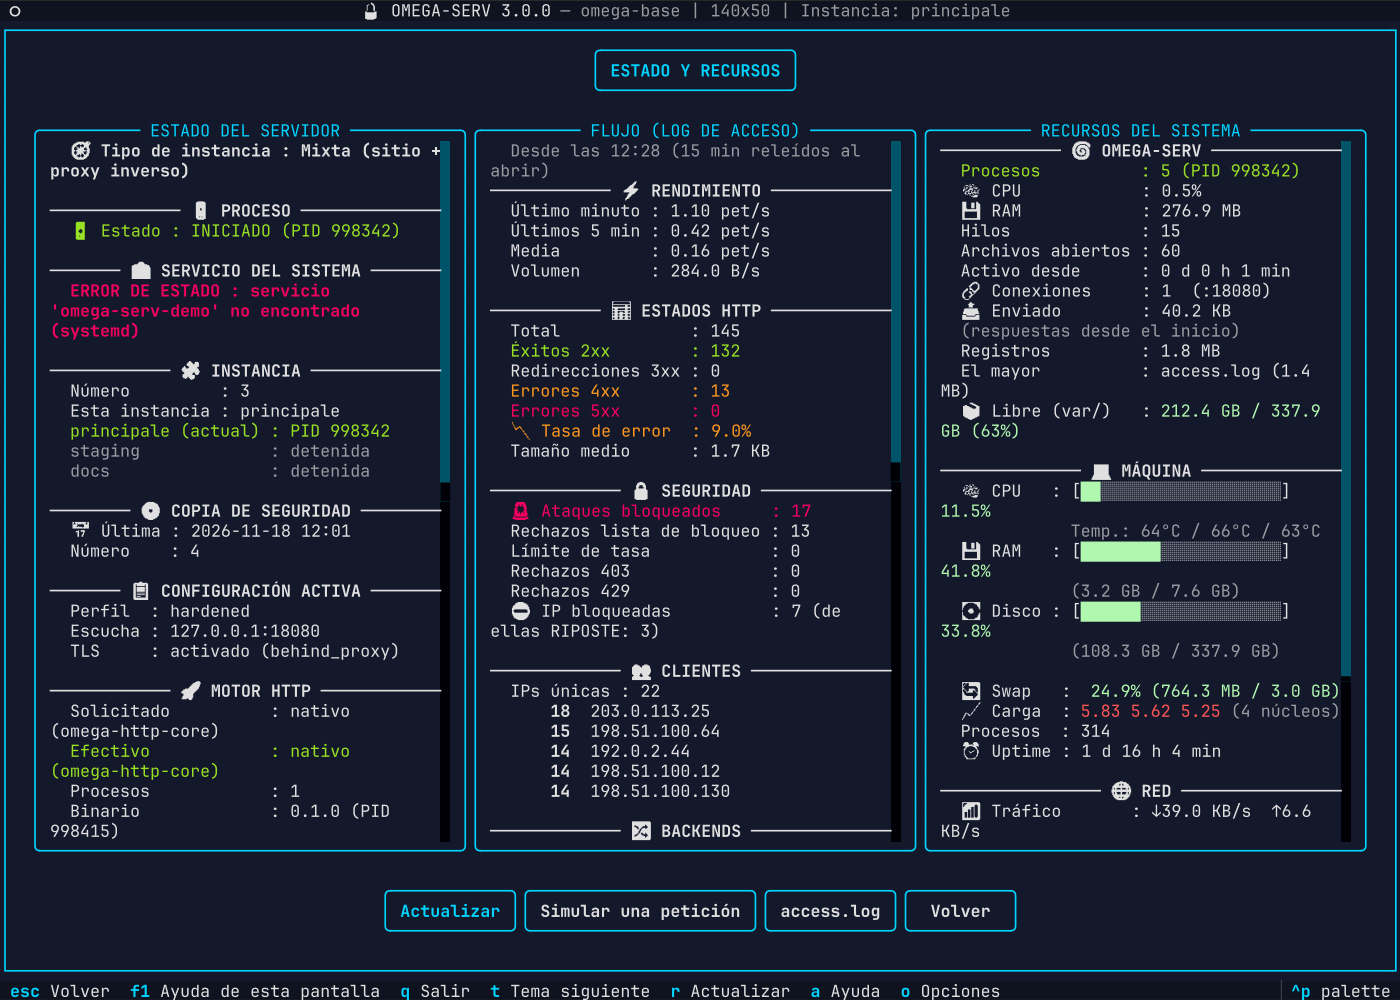 OMEGA-SERV 3.0.0 — omega-base | 140x50 | Instancia: principale
ESTADO Y RECURSOS
ESTADO DEL SERVIDOR
Tipo de instancia : Mixta (sitio +
proxy inverso)
PROCESO
Estado : INICIADO (PID 998342)
SERVICIO DEL SISTEMA
ERROR DE ESTADO : servicio
'omega-serv-demo' no encontrado
(systemd)
INSTANCIA
Número : 3
Esta instancia : principale
principale (actual) : PID 998342
staging : detenida
docs : detenida
COPIA DE SEGURIDAD
Última : 2026-11-18 12:01
Número : 4
CONFIGURACIÓN ACTIVA
Perfil : hardened
Escucha : 127.0.0.1:18080
TLS : activado (behind_proxy)
MOTOR HTTP
Solicitado : nativo
(omega-http-core)
Efectivo : nativo
(omega-http-core)
Procesos : 1
Binario : 0.1.0 (PID
998415)
FLUJO (LOG DE ACCESO)
Desde las 12:28 (15 min releídos al
abrir)
RENDIMIENTO
Último minuto : 1.10 pet/s
Últimos 5 min : 0.42 pet/s
Media : 0.16 pet/s
Volumen : 284.0 B/s
ESTADOS HTTP
Total : 145
Éxitos 2xx : 132
Redirecciones 3xx : 0
Errores 4xx : 13
Errores 5xx : 0
Tasa de error : 9.0%
Tamaño medio : 1.7 KB
SEGURIDAD
Ataques bloqueados : 17
Rechazos lista de bloqueo : 13
Límite de tasa : 0
Rechazos 403 : 0
Rechazos 429 : 0
IP bloqueadas : 7 (de
ellas RIPOSTE: 3)
CLIENTES
IPs únicas : 22
18 203.0.113.25
15 198.51.100.64
14 192.0.2.44
14 198.51.100.12
14 198.51.100.130
BACKENDS
RECURSOS DEL SISTEMA
OMEGA-SERV
Procesos : 5 (PID 998342)
CPU : 0.5%
RAM : 276.9 MB
Hilos : 15
Archivos abiertos : 60
Activo desde : 0 d 0 h 1 min
Conexiones : 1 (:18080)
Enviado : 40.2 KB
(respuestas desde el inicio)
Registros : 1.8 MB
El mayor : access.log (1.4
MB)
Libre (var/) : 212.4 GB / 337.9
GB (63%)
MÁQUINA
CPU : [ ]
11.5%
Temp.: 64°C / 66°C / 63°C
RAM : [ ]
41.8%
(3.2 GB / 7.6 GB)
Disco : [ ]
33.8%
(108.3 GB / 337.9 GB)
Swap : 24.9% (764.3 MB / 3.0 GB)
Carga : 5.83 5.62 5.25 (4 núcleos)
Procesos : 314
Uptime : 1 d 16 h 4 min
RED
Tráfico : ↓39.0 KB/s ↑6.6
KB/s
Actualizar Simular una petición access.log Volver
esc Volver f1 Ayuda de esta pantalla q Salir t Tema siguiente r Actualizar a Ayuda o Opciones ^p palette